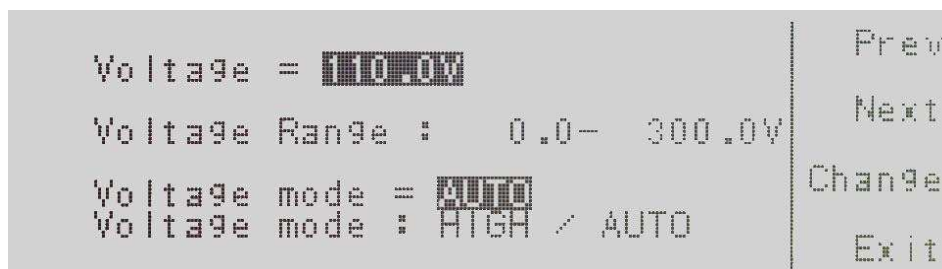 Voltage = 110.0V
Voltage Range : 0.0- 300.0V
Voltage mode = AUTO
Voltage mode : HIGH / AUTO
Prev
Next
Change
Exit